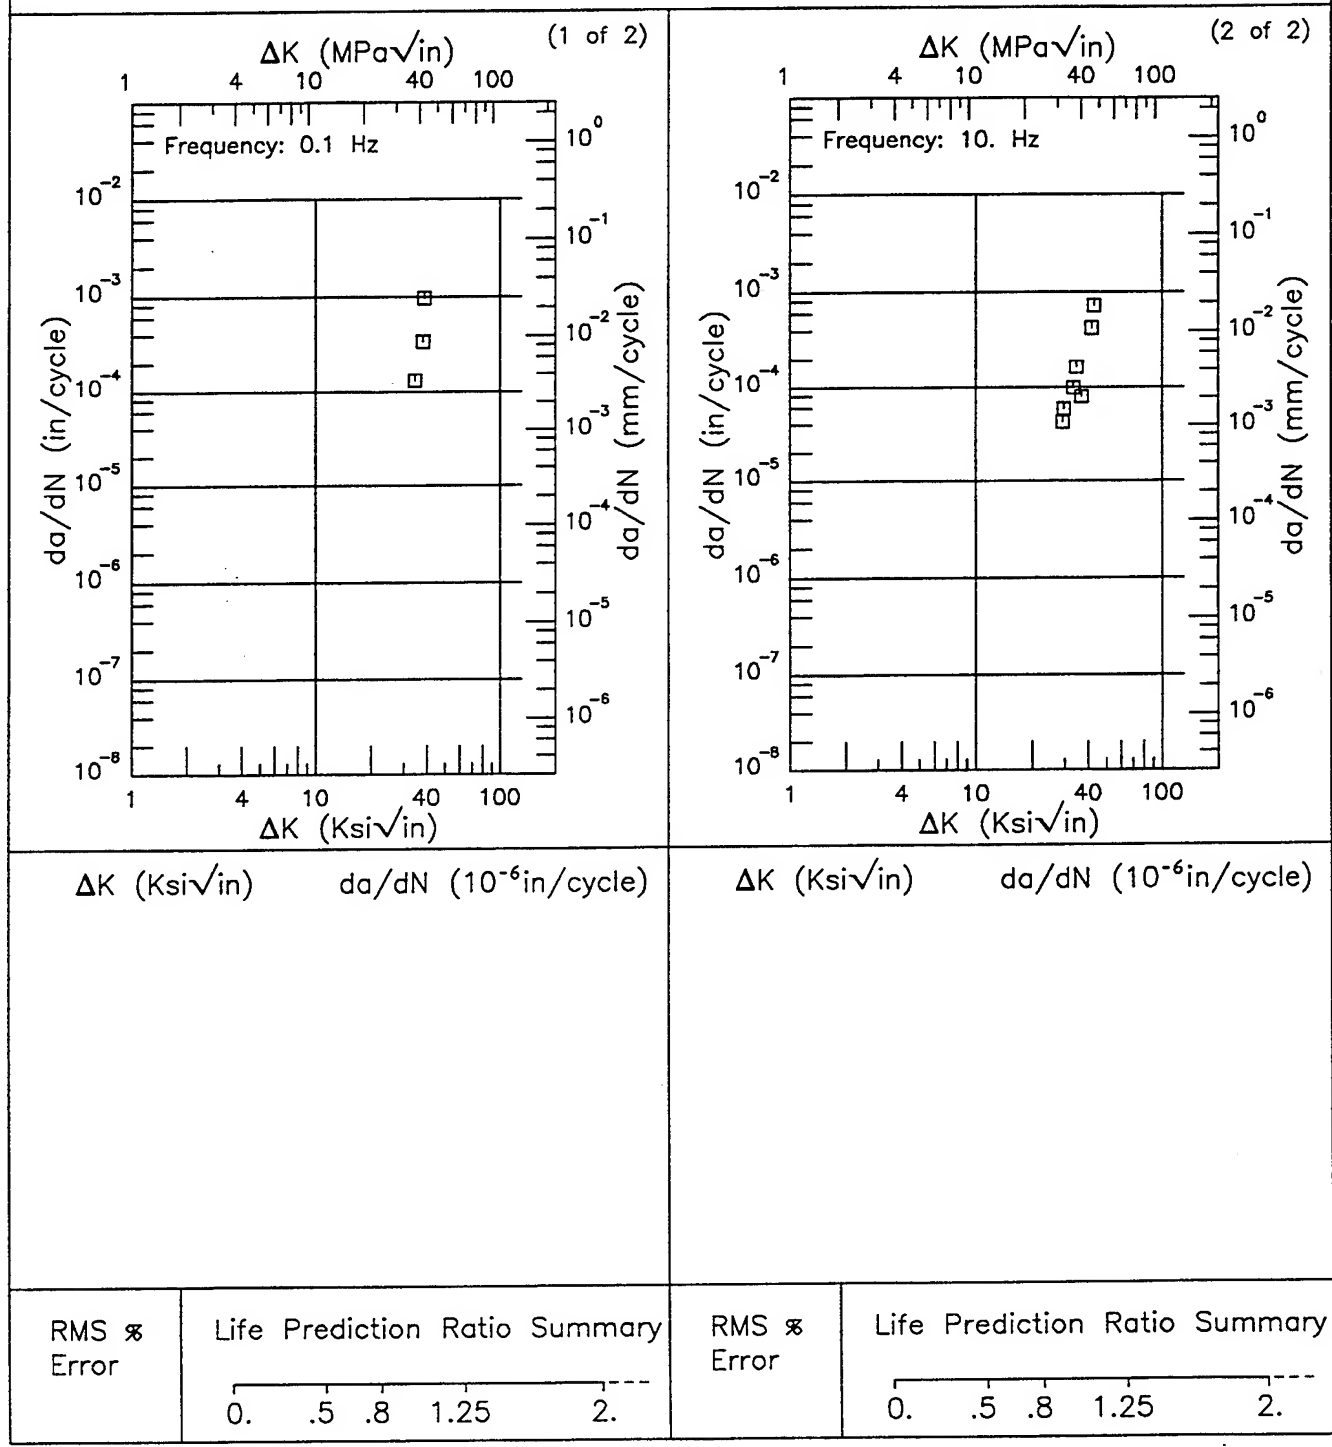 (1 of 2)
ΔK (MPa√in)
1 4 10 40 100
Frequency: 0.1 Hz
10⁰
10⁻²
10⁻¹
10⁻³
10⁻²
10⁻⁴
10⁻³
10⁻⁵
10⁻⁴
10⁻⁶
10⁻⁵
10⁻⁷
10⁻⁶
10⁻⁸
da/dN (in/cycle)
da/dN (mm/cycle)
1 4 10 40 100
ΔK (Ksi√in)
ΔK (Ksi√in) da/dN (10⁻⁶in/cycle)
RMS %
Error
Life Prediction Ratio Summary
0. .5 .8 1.25 2.
(2 of 2)
ΔK (MPa√in)
1 4 10 40 100
Frequency: 10. Hz
10⁰
10⁻²
10⁻¹
10⁻³
10⁻²
10⁻⁴
10⁻³
10⁻⁵
10⁻⁴
10⁻⁶
10⁻⁵
10⁻⁷
10⁻⁶
10⁻⁸
da/dN (in/cycle)
da/dN (mm/cycle)
1 4 10 40 100
ΔK (Ksi√in)
ΔK (Ksi√in) da/dN (10⁻⁶in/cycle)
RMS %
Error
Life Prediction Ratio Summary
0. .5 .8 1.25 2.